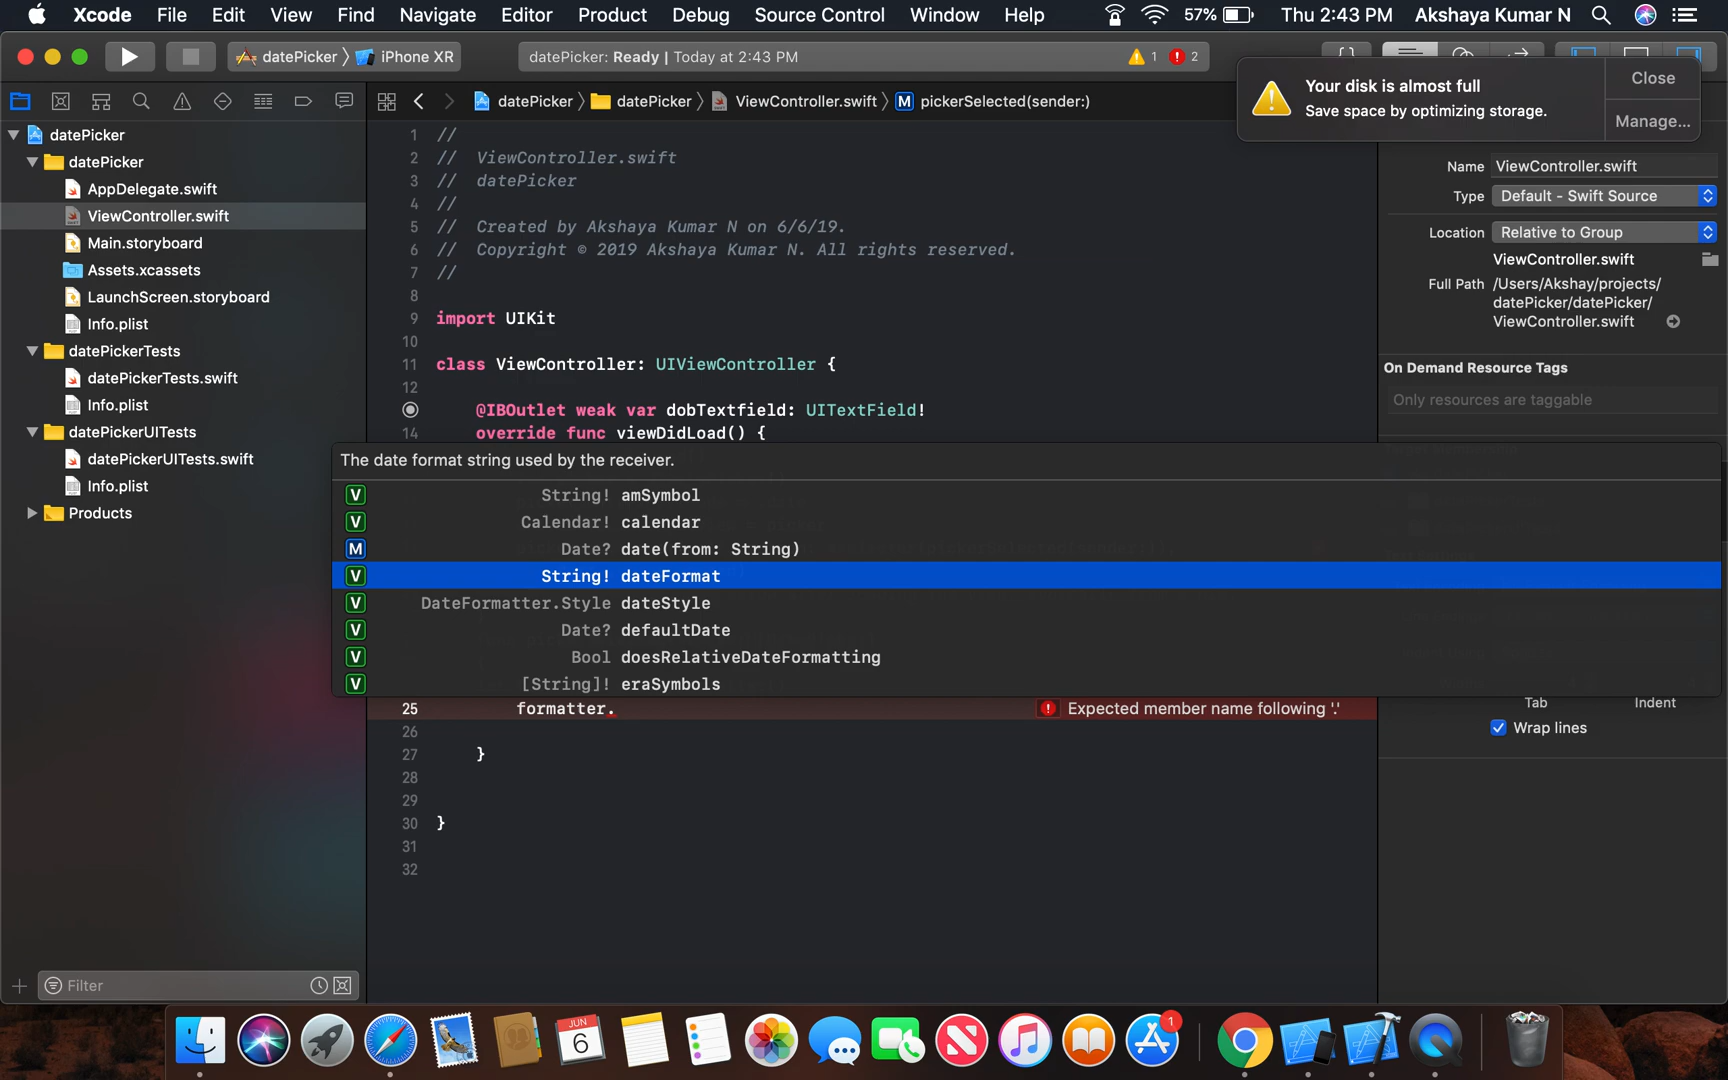 Xcode File Edit View Find Navigate Editor Product Debug Source Control Window Help 57% Thu 2:43 PM Akshaya Kumar N
datePicker iPhone XR datePicker: Ready | Today at 2:43 PM 1 2
Your disk is almost full
Save space by optimizing storage.
Close
Manage...
datePicker datePicker ViewController.swift M pickerSelected(sender:)
datePicker
datePicker
AppDelegate.swift
ViewController.swift
Main.storyboard
Assets.xcassets
LaunchScreen.storyboard
Info.plist
datePickerTests
datePickerTests.swift
Info.plist
datePickerUITests
datePickerUITests.swift
Info.plist
Products
Filter
1 //
2 // ViewController.swift
3 // datePicker
4 //
5 // Created by Akshaya Kumar N on 6/6/19.
6 // Copyright © 2019 Akshaya Kumar N. All rights reserved.
7 //
8
9 import UIKit
10
11 class ViewController: UIViewController {
12
@IBOutlet weak var dobTextfield: UITextField!
14 override func viewDidLoad() {
The date format string used by the receiver.
V String! amSymbol
V Calendar! calendar
M Date? date(from: String)
V String! dateFormat
V DateFormatter.Style dateStyle
V Date? defaultDate
V Bool doesRelativeDateFormatting
V [String]! eraSymbols
25 formatter. Expected member name following '.'
26
27 }
28
29
30 }
31
32
Name ViewController.swift
Type Default - Swift Source
Location Relative to Group
ViewController.swift
Full Path /Users/Akshay/projects/
datePicker/datePicker/
ViewController.swift
On Demand Resource Tags
Only resources are taggable
Tab Indent
Wrap lines
JUN
6
1